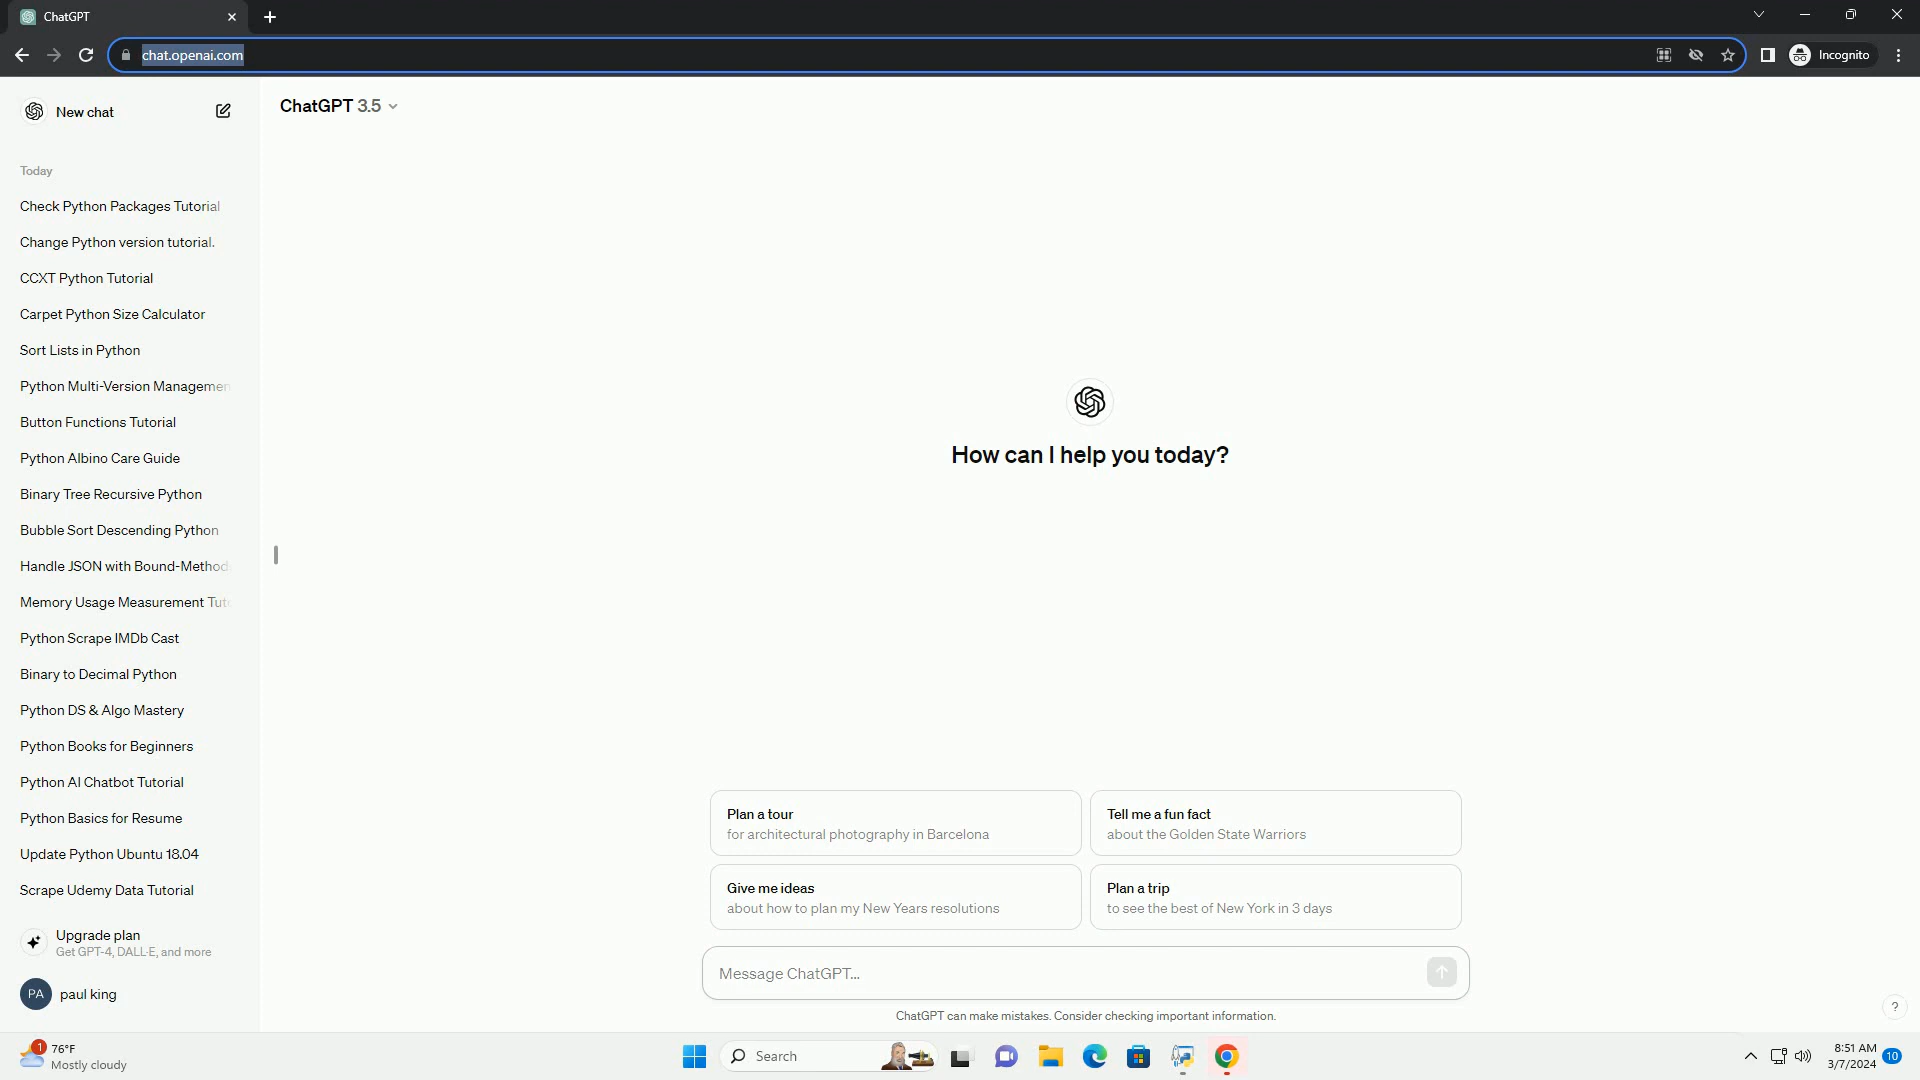 ChatGPT
chat.openai.com
Incognito
New chat
ChatGPT 3.5
Today
Check Python Packages Tutorial
Change Python version tutorial.
CCXT Python Tutorial
Carpet Python Size Calculator
Sort Lists in Python
Python Multi-Version Managemen
Button Functions Tutorial
Python Albino Care Guide
Binary Tree Recursive Python
Bubble Sort Descending Python
Handle JSON with Bound-Method
Memory Usage Measurement Tut
Python Scrape IMDb Cast
Binary to Decimal Python
Python DS & Algo Mastery
Python Books for Beginners
Python AI Chatbot Tutorial
Python Basics for Resume
Update Python Ubuntu 18.04
Scrape Udemy Data Tutorial
Upgrade plan
Get GPT-4, DALL·E, and more
PA paul king
How can I help you today?
Plan a tour
for architectural photography in Barcelona
Tell me a fun fact
about the Golden State Warriors
Give me ideas
about how to plan my New Years resolutions
Plan a trip
to see the best of New York in 3 days
Message ChatGPT...
ChatGPT can make mistakes. Consider checking important information.
?
1
76°F
Mostly cloudy
Search
8:51 AM
3/7/2024
10